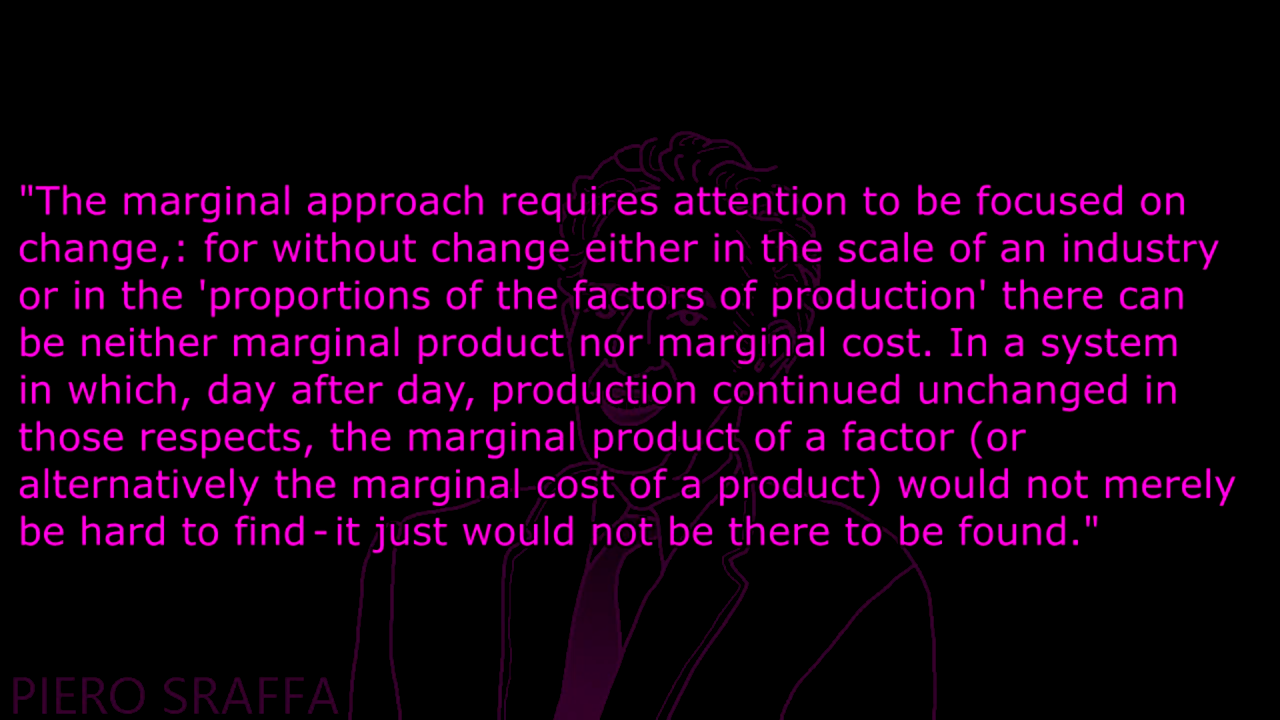 "The marginal approach requires attention to be focused on
change,: for without change either in the scale of an industry
or in the 'proportions of the factors of production' there can
be neither marginal product nor marginal cost. In a system
in which, day after day, production continued unchanged in
those respects, the marginal product of a factor (or
alternatively the marginal cost of a product) would not merely
be hard to find-it just would not be there to be found."
PIERO SRAFFA